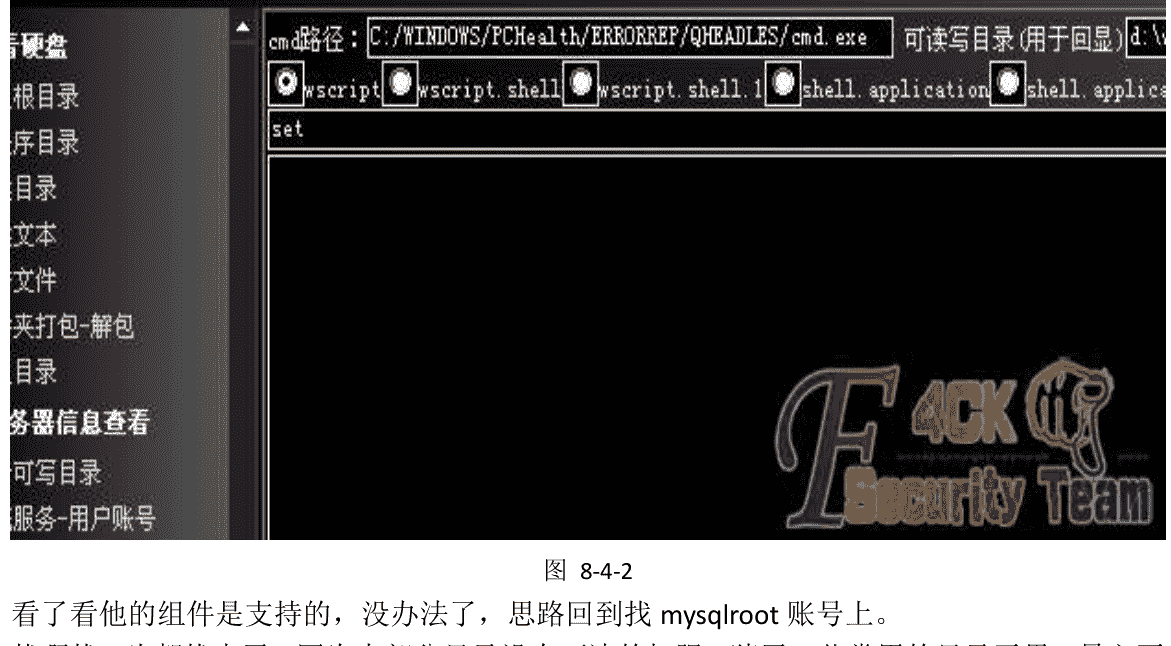 看硬盘
根目录
序目录
目录
文本
文件
夹打包-解包
目录
务器信息查看
可写目录
服务-用户账号
cmd路径：C:/WINDOWS/PCHealth/ERRORREP/QHEADLES/cmd.exe 可读写目录(用于回显) d:\
wscript wscript.shell wscript.shell.1 shell.application shell.applica
set
F4CK
Security Team
图 8-4-2
看了看他的组件是支持的，没办法了，思路回到找 mysqlroot 账号上。